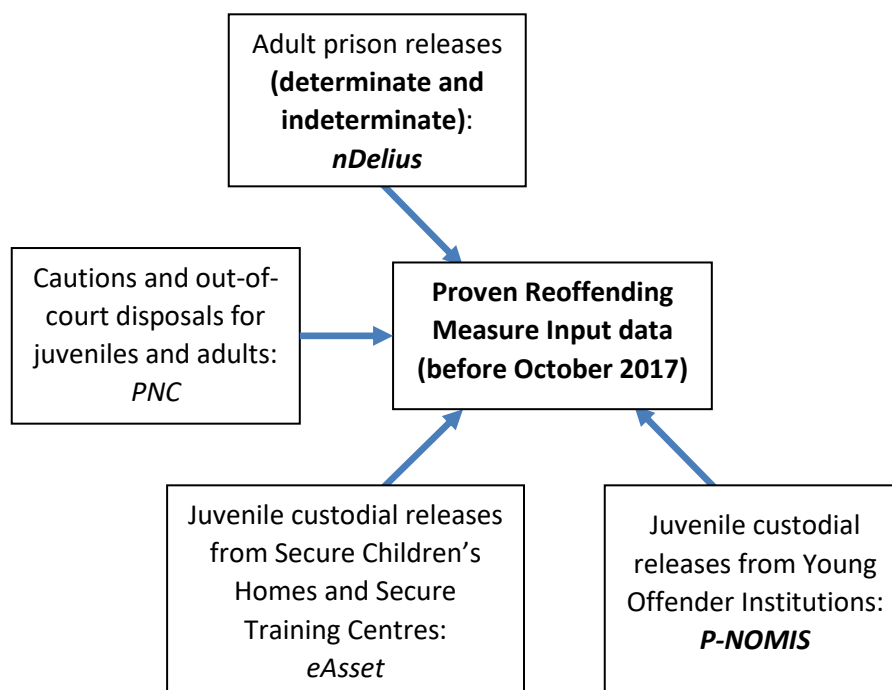 Adult prison releases
(determinate and
indeterminate):
nDelius
Cautions and out-of-
court disposals for
juveniles and adults:
PNC
Proven Reoffending
Measure Input data
(before October 2017)
Juvenile custodial releases
from Secure Children’s
Homes and Secure
Training Centres:
eAsset
Juvenile custodial
releases from Young
Offender Institutions:
P-NOMIS